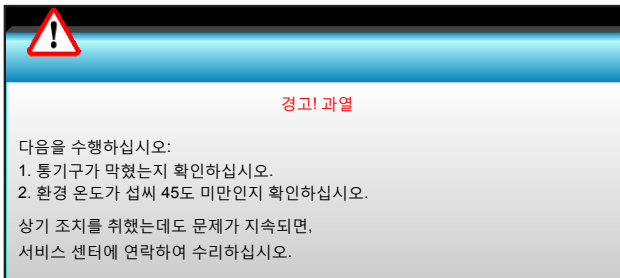 경고! 과열
다음을 수행하십시오:
1. 통기구가 막혔는지 확인하십시오.
2. 환경 온도가 섭씨 45도 미만인지 확인하십시오.
상기 조치를 취했는데도 문제가 지속되면,
서비스 센터에 연락하여 수리하십시오.